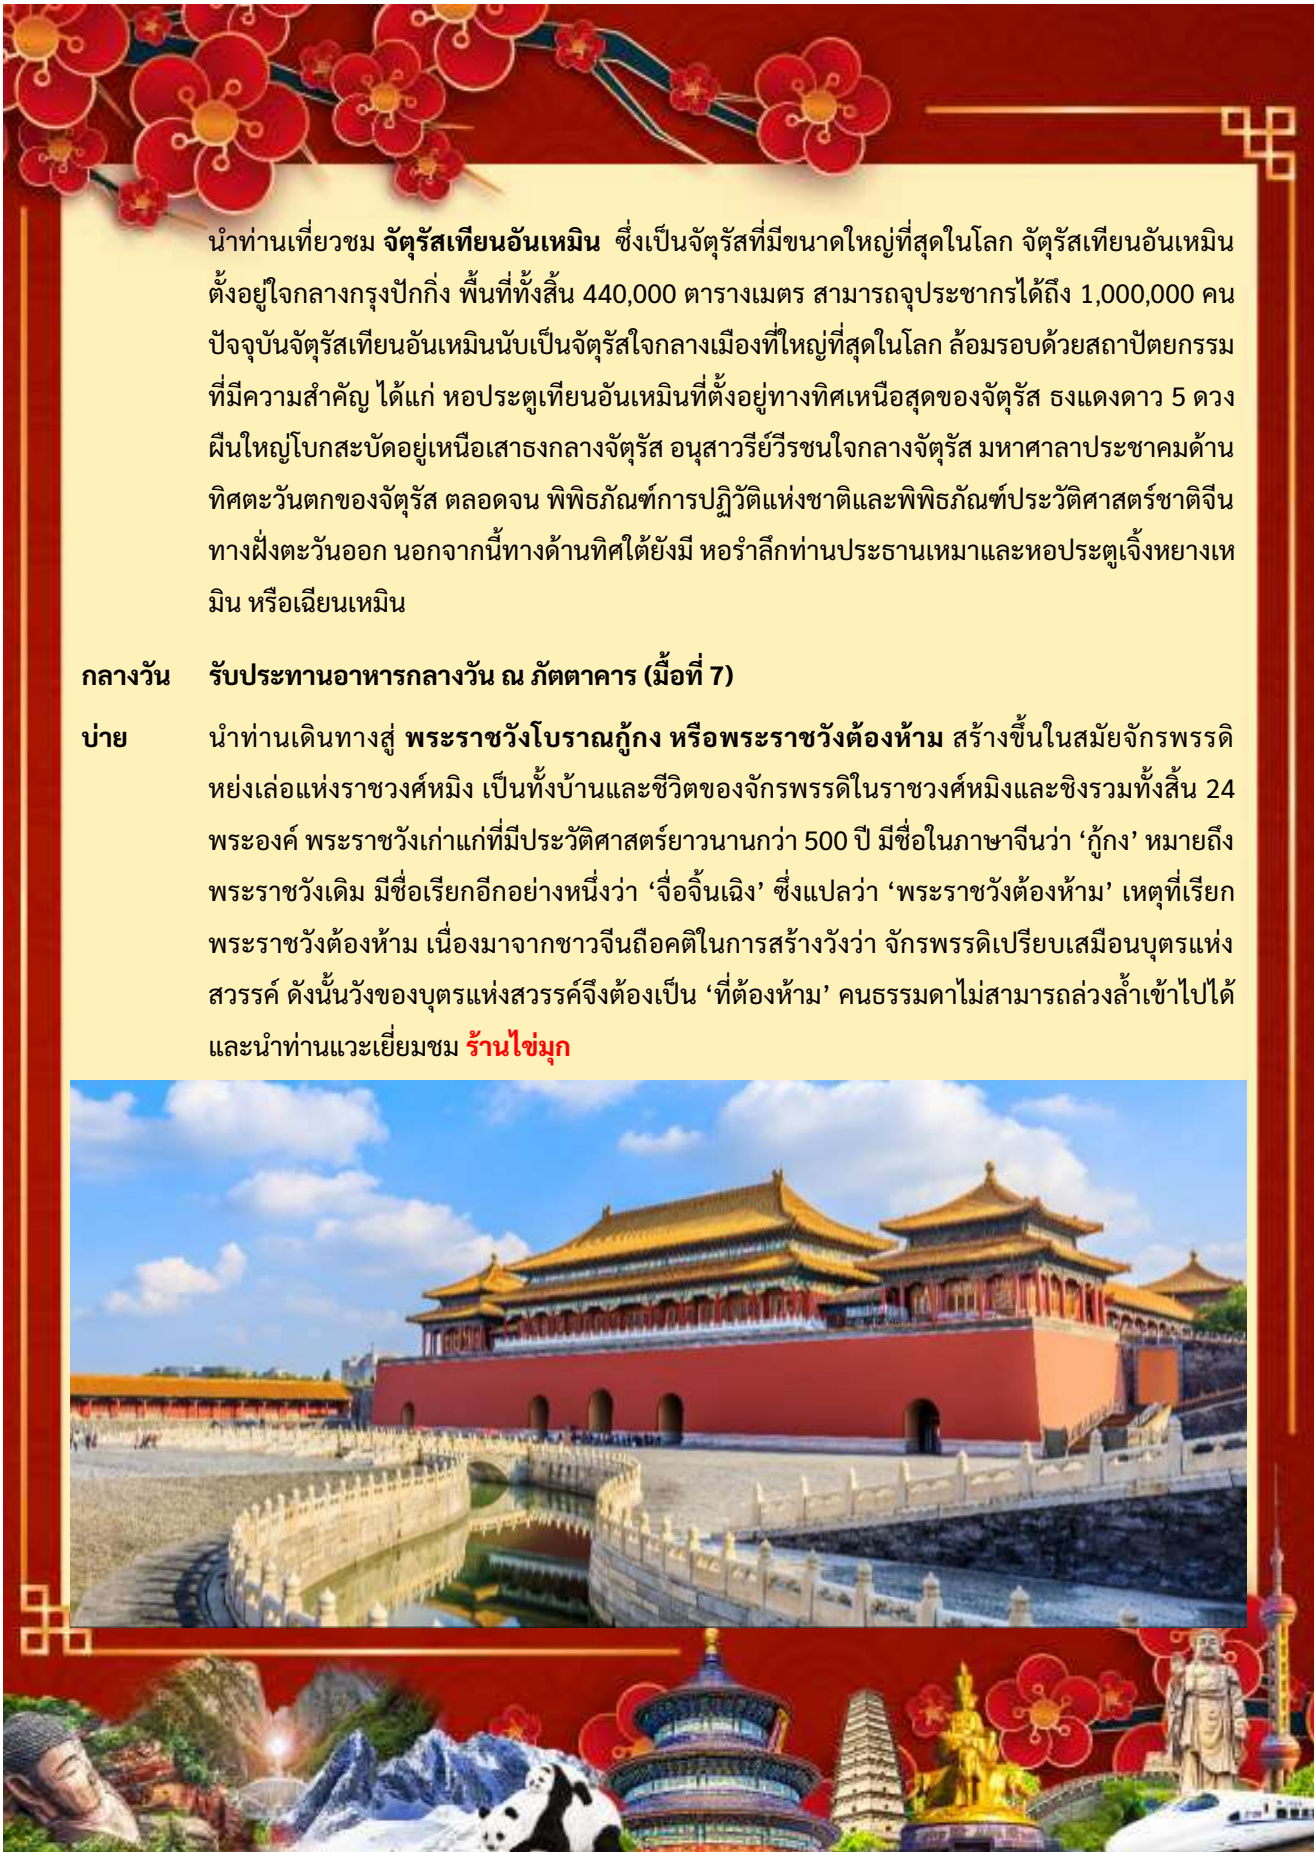 นำท่านเที่ยวชม จัตุรัสเทียนอันเหมิน ซึ่งเป็นจัตุรัสที่มีขนาดใหญ่ที่สุดในโลก จัตุรัสเทียนอันเหมิน
ตั้งอยู่ใจกลางกรุงปักกิ่ง พื้นที่ทั้งสิ้น 440,000 ตารางเมตร สามารถจุประชากรได้ถึง 1,000,000 คน
ปัจจุบันจัตุรัสเทียนอันเหมินนับเป็นจัตุรัสใจกลางเมืองที่ใหญ่ที่สุดในโลก ล้อมรอบด้วยสถาปัตยกรรม
ที่มีความสำคัญ ได้แก่ หอประตูเทียนอันเหมินที่ตั้งอยู่ทางทิศเหนือสุดของจัตุรัส ธงแดงดาว 5 ดวง
ผืนใหญ่โบกสะบัดอยู่เหนือเสาธงกลางจัตุรัส อนุสาวรีย์วีรชนใจกลางจัตุรัส มหาศาลาประชาคมด้าน
ทิศตะวันตกของจัตุรัส ตลอดจน พิพิธภัณฑ์การปฏิวัติแห่งชาติและพิพิธภัณฑ์ประวัติศาสตร์ชาติจีน
ทางฝั่งตะวันออก นอกจากนี้ทางด้านทิศใต้ยังมี หอรำลึกท่านประธานเหมาและหอประตูเจิ้งหยางเห
มิน หรือเฉียนเหมิน
กลางวัน รับประทานอาหารกลางวัน ณ ภัตตาคาร (มื้อที่ 7)
บ่าย นำท่านเดินทางสู่ พระราชวังโบราณกู้กง หรือพระราชวังต้องห้าม สร้างขึ้นในสมัยจักรพรรดิ
หย่งเล่อแห่งราชวงศ์หมิง เป็นทั้งบ้านและชีวิตของจักรพรรดิในราชวงศ์หมิงและชิงรวมทั้งสิ้น 24
พระองค์ พระราชวังเก่าแก่ที่มีประวัติศาสตร์ยาวนานกว่า 500 ปี มีชื่อในภาษาจีนว่า ‘กู้กง’ หมายถึง
พระราชวังเดิม มีชื่อเรียกอีกอย่างหนึ่งว่า ‘จื่อจิ้นเฉิง’ ซึ่งแปลว่า ‘พระราชวังต้องห้าม’ เหตุที่เรียก
พระราชวังต้องห้าม เนื่องมาจากชาวจีนถือคติในการสร้างวังว่า จักรพรรดิเปรียบเสมือนบุตรแห่ง
สวรรค์ ดังนั้นวังของบุตรแห่งสวรรค์จึงต้องเป็น ‘ที่ต้องห้าม’ คนธรรมดาไม่สามารถล่วงล้ำเข้าไปได้
และนำท่านแวะเยี่ยมชม ร้านไข่มุก